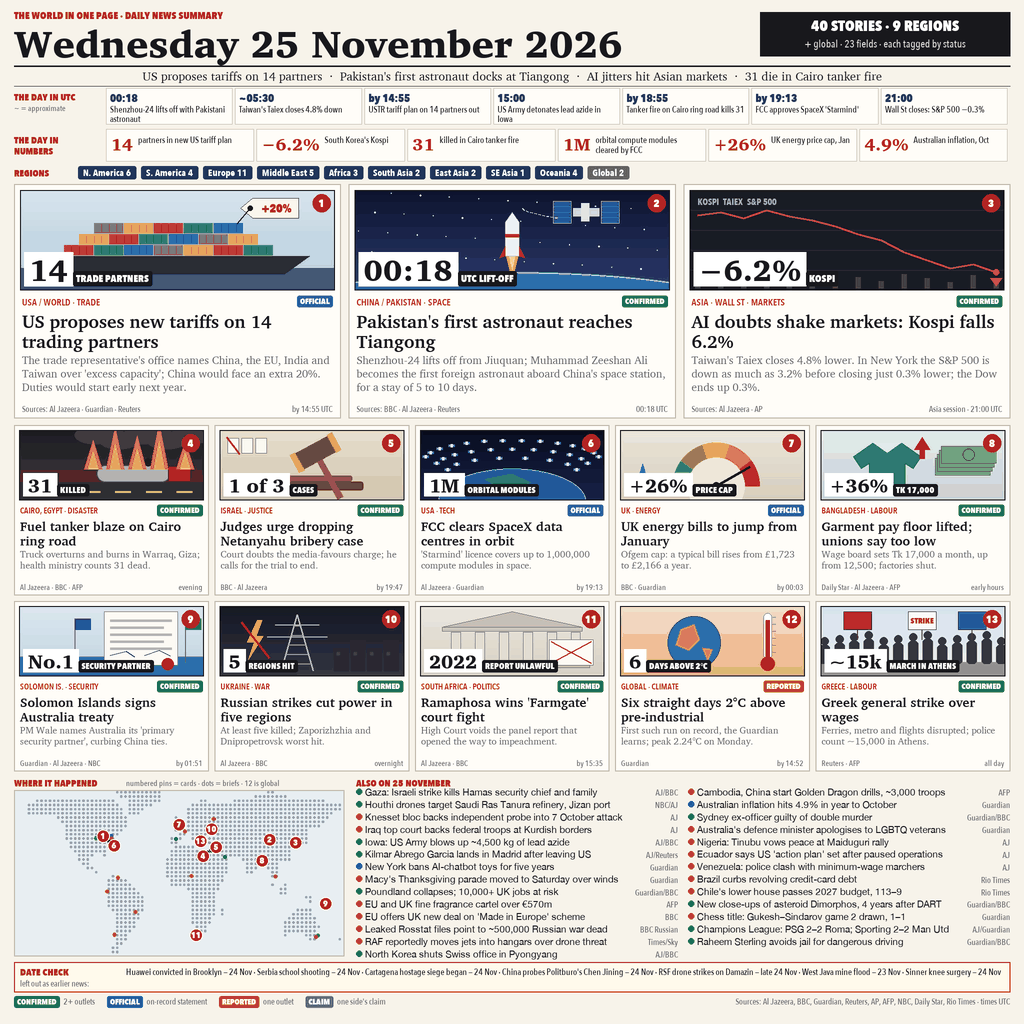 THE WORLD IN ONE PAGE · DAILY NEWS SUMMARY
Wednesday 25 November 2026
40 STORIES · 9 REGIONS
+ global · 23 fields · each tagged by status
US proposes tariffs on 14 partners · Pakistan's first astronaut docks at Tiangong · AI jitters hit Asian markets · 31 die in Cairo tanker fire
THE DAY IN UTC
~ = approximate
00:18
Shenzhou-24 lifts off with Pakistani
astronaut
~05:30
Taiwan's Taiex closes 4.8% down
by 14:55
USTR tariff plan on 14 partners out
15:00
US Army detonates lead azide in
Iowa
by 18:55
Tanker fire on Cairo ring road kills 31
by 19:13
FCC approves SpaceX 'Starmind'
21:00
Wall St closes: S&P 500 −0.3%
THE DAY IN
NUMBERS
14 partners in new US tariff plan
−6.2% South Korea's Kospi
31 killed in Cairo tanker fire
1M orbital compute modules
cleared by FCC
+26% UK energy price cap, Jan
4.9% Australian inflation, Oct
REGIONS
N. America 6
S. America 4
Europe 11
Middle East 5
Africa 3
South Asia 2
East Asia 2
SE Asia 1
Oceania 4
Global 2
+20%
1
14 TRADE PARTNERS
USA / WORLD · TRADE
OFFICIAL
US proposes new tariffs on 14
trading partners
The trade representative's office names China, the EU, India and
Taiwan over 'excess capacity'; China would face an extra 20%.
Duties would start early next year.
Sources: Al Jazeera · Guardian · Reuters
by 14:55 UTC
2
00:18 UTC LIFT-OFF
CHINA / PAKISTAN · SPACE
CONFIRMED
Pakistan's first astronaut reaches
Tiangong
Shenzhou-24 lifts off from Jiuquan; Muhammad Zeeshan Ali
becomes the first foreign astronaut aboard China's space station,
for a stay of 5 to 10 days.
Sources: BBC · Al Jazeera · Reuters
00:18 UTC
KOSPI TAIEX S&P 500
3
−6.2% KOSPI
ASIA · WALL ST · MARKETS
CONFIRMED
AI doubts shake markets: Kospi falls
6.2%
Taiwan's Taiex closes 4.8% lower. In New York the S&P 500 is
down as much as 3.2% before closing just 0.3% lower; the Dow
ends up 0.3%.
Sources: Al Jazeera · AP
Asia session · 21:00 UTC
4
31 KILLED
CAIRO, EGYPT · DISASTER
CONFIRMED
Fuel tanker blaze on Cairo
ring road
Truck overturns and burns in Warraq, Giza;
health ministry counts 31 dead.
Al Jazeera · BBC · AFP
evening
5
1 of 3 CASES
ISRAEL · JUSTICE
CONFIRMED
Judges urge dropping
Netanyahu bribery case
Court doubts the media-favours charge; he
calls for the trial to end.
BBC · Al Jazeera
by 19:47
6
1M ORBITAL MODULES
USA · TECH
OFFICIAL
FCC clears SpaceX data
centres in orbit
'Starmind' licence covers up to 1,000,000
compute modules in space.
Al Jazeera · Guardian
by 19:13
7
+26% PRICE CAP
UK · ENERGY
OFFICIAL
UK energy bills to jump from
January
Ofgem cap: a typical bill rises from £1,723
to £2,166 a year.
BBC · Guardian
by 00:03
8
+36% TK 17,000
BANGLADESH · LABOUR
CONFIRMED
Garment pay floor lifted;
unions say too low
Wage board sets Tk 17,000 a month, up
from 12,500; factories shut.
Daily Star · Al Jazeera · AFP
early hours
9
No.1 SECURITY PARTNER
SOLOMON IS. · SECURITY
CONFIRMED
Solomon Islands signs
Australia treaty
PM Wale names Australia its 'primary
security partner', curbing China ties.
Guardian · Al Jazeera · NBC
by 01:51
10
5 REGIONS HIT
UKRAINE · WAR
CONFIRMED
Russian strikes cut power in
five regions
At least five killed; Zaporizhzhia and
Dnipropetrovsk worst hit.
Al Jazeera · BBC
overnight
11
2022 REPORT UNLAWFUL
SOUTH AFRICA · POLITICS
CONFIRMED
Ramaphosa wins 'Farmgate'
court fight
High Court voids the panel report that
opened the way to impeachment.
Al Jazeera · BBC
by 15:35
12
6 DAYS ABOVE 2°C
GLOBAL · CLIMATE
REPORTED
Six straight days 2°C above
pre-industrial
First such run on record, the Guardian
learns; peak 2.24°C on Monday.
Guardian
by 14:52
STRIKE
13
~15k MARCH IN ATHENS
GREECE · LABOUR
CONFIRMED
Greek general strike over
wages
Ferries, metro and flights disrupted; police
count ~15,000 in Athens.
Reuters · AFP
all day
WHERE IT HAPPENED
numbered pins = cards · dots = briefs · 12 is global
1
6
7
10
13
5
4
2
3
8
9
11
ALSO ON 25 NOVEMBER
Gaza: Israeli strike kills Hamas security chief and family AJ/BBC
Houthi drones target Saudi Ras Tanura refinery, Jizan port NBC/AJ
Knesset bloc backs independent probe into 7 October attack AJ
Iraq top court backs federal troops at Kurdish borders AJ
Iowa: US Army blows up ~4,500 kg of lead azide AJ/BBC
Kilmar Abrego Garcia lands in Madrid after leaving US AJ/Reuters
New York bans AI-chatbot toys for five years Guardian
Macy's Thanksgiving parade moved to Saturday over winds Guardian
Poundland collapses; 10,000+ UK jobs at risk Guardian/BBC
EU and UK fine fragrance cartel over €570m AFP
EU offers UK new deal on 'Made in Europe' scheme BBC
Leaked Rosstat files point to ~500,000 Russian war dead BBC Russian
RAF reportedly moves jets into hangars over drone threat Times/Sky
North Korea shuts Swiss office in Pyongyang AJ/BBC
Cambodia, China start Golden Dragon drills, ~3,000 troops AFP
Australian inflation hits 4.9% in year to October Guardian
Sydney ex-officer guilty of double murder Guardian/BBC
Australia's defence minister apologises to LGBTQ veterans Guardian
Nigeria: Tinubu vows peace at Maiduguri rally AJ
Ecuador says US 'action plan' set after paused operations AJ
Venezuela: police clash with minimum-wage marchers AJ
Brazil curbs revolving credit-card debt Rio Times
Chile's lower house passes 2027 budget, 113–9 Rio Times
New close-ups of asteroid Dimorphos, 4 years after DART Guardian/BBC
Chess title: Gukesh–Sindarov game 2 drawn, 1–1 Guardian
Champions League: PSG 2–2 Roma; Sporting 2–2 Man Utd AJ/Guardian
Raheem Sterling avoids jail for dangerous driving Guardian/BBC
DATE CHECK
left out as earlier news:
Huawei convicted in Brooklyn – 24 Nov · Serbia school shooting – 24 Nov · Cartagena hostage siege began – 24 Nov · China probes Politburo's Chen Jining – 24 Nov · RSF drone strikes on Damazin – late 24 Nov · West Java mine flood – 23 Nov · Sinner knee surgery – 24 Nov
CONFIRMED 2+ outlets
OFFICIAL on-record statement
REPORTED one outlet
CLAIM one side's claim
Sources: Al Jazeera, BBC, Guardian, Reuters, AP, AFP, NBC, Daily Star, Rio Times · times UTC